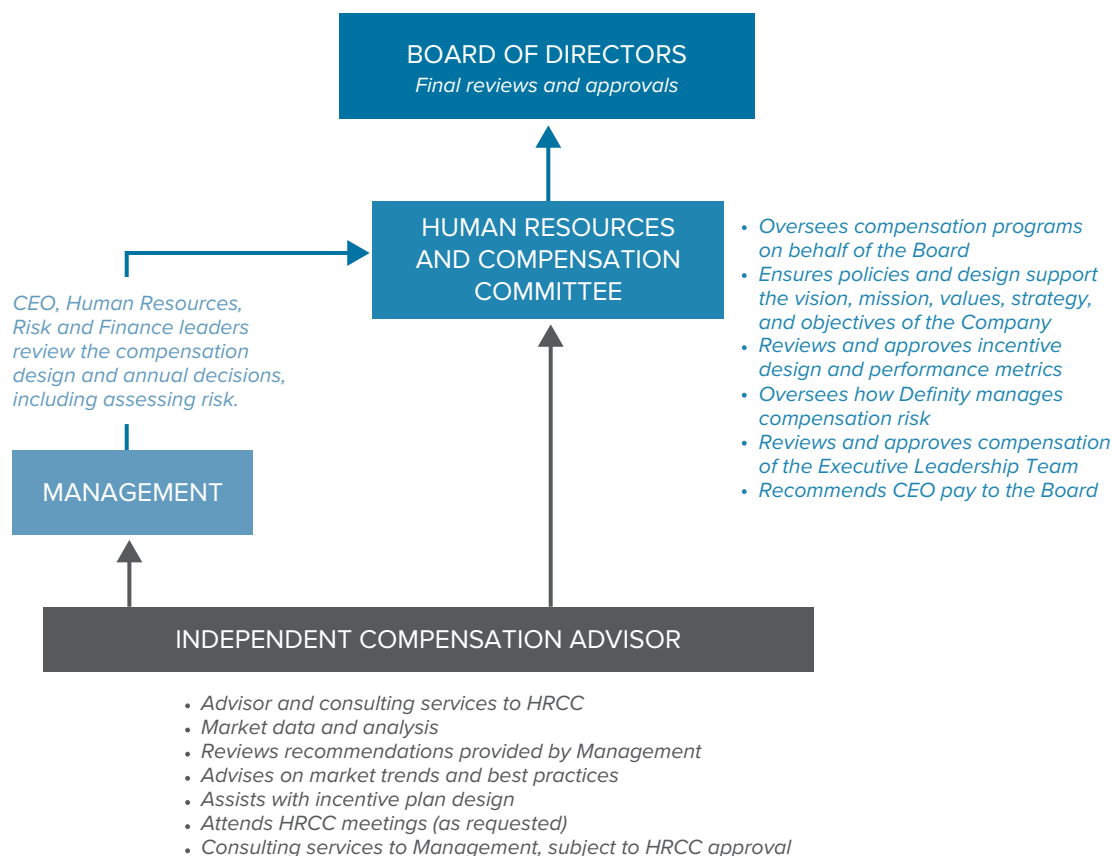 BOARD OF DIRECTORS
Final reviews and approvals
HUMAN RESOURCES
AND COMPENSATION
COMMITTEE
• Oversees compensation programs
on behalf of the Board
• Ensures policies and design support
the vision, mission, values, strategy,
and objectives of the Company
• Reviews and approves incentive
design and performance metrics
• Oversees how Definity manages
compensation risk
• Reviews and approves compensation
of the Executive Leadership Team
• Recommends CEO pay to the Board
CEO, Human Resources,
Risk and Finance leaders
review the compensation
design and annual decisions,
including assessing risk.
MANAGEMENT
INDEPENDENT COMPENSATION ADVISOR
• Advisor and consulting services to HRCC
• Market data and analysis
• Reviews recommendations provided by Management
• Advises on market trends and best practices
• Assists with incentive plan design
• Attends HRCC meetings (as requested)
• Consulting services to Management, subject to HRCC approval